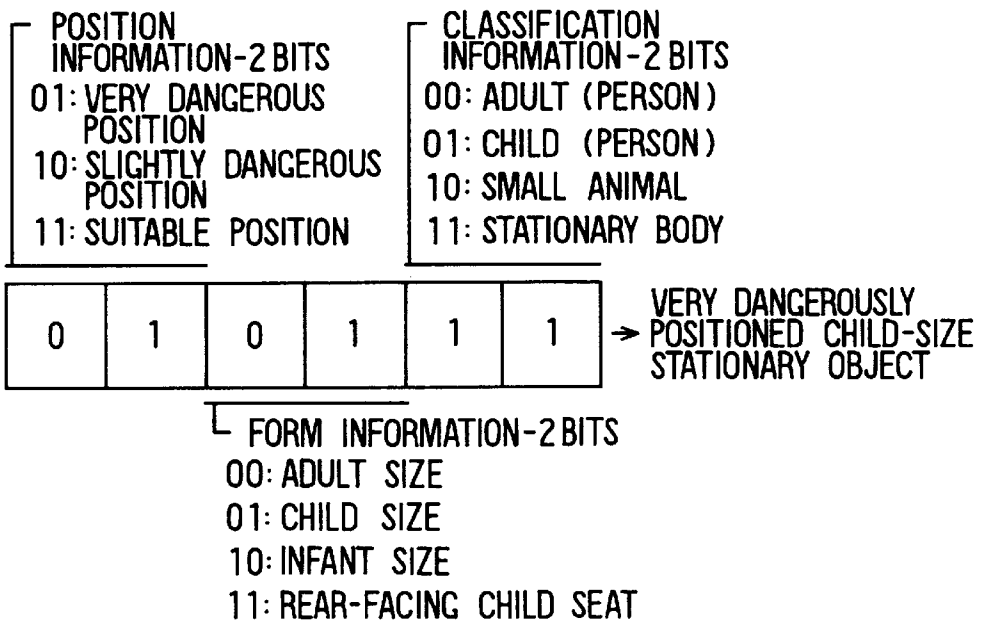 POSITION
INFORMATION-2 BITS
01: VERY DANGEROUS
POSITION
10: SLIGHTLY DANGEROUS
POSITION
11: SUITABLE POSITION
CLASSIFICATION
INFORMATION-2 BITS
00: ADULT (PERSON)
01: CHILD (PERSON)
10: SMALL ANIMAL
11: STATIONARY BODY
0 1 0 1 1 1
→ VERY DANGEROUSLY
POSITIONED CHILD-SIZE
STATIONARY OBJECT
FORM INFORMATION-2 BITS
00: ADULT SIZE
01: CHILD SIZE
10: INFANT SIZE
11: REAR-FACING CHILD SEAT